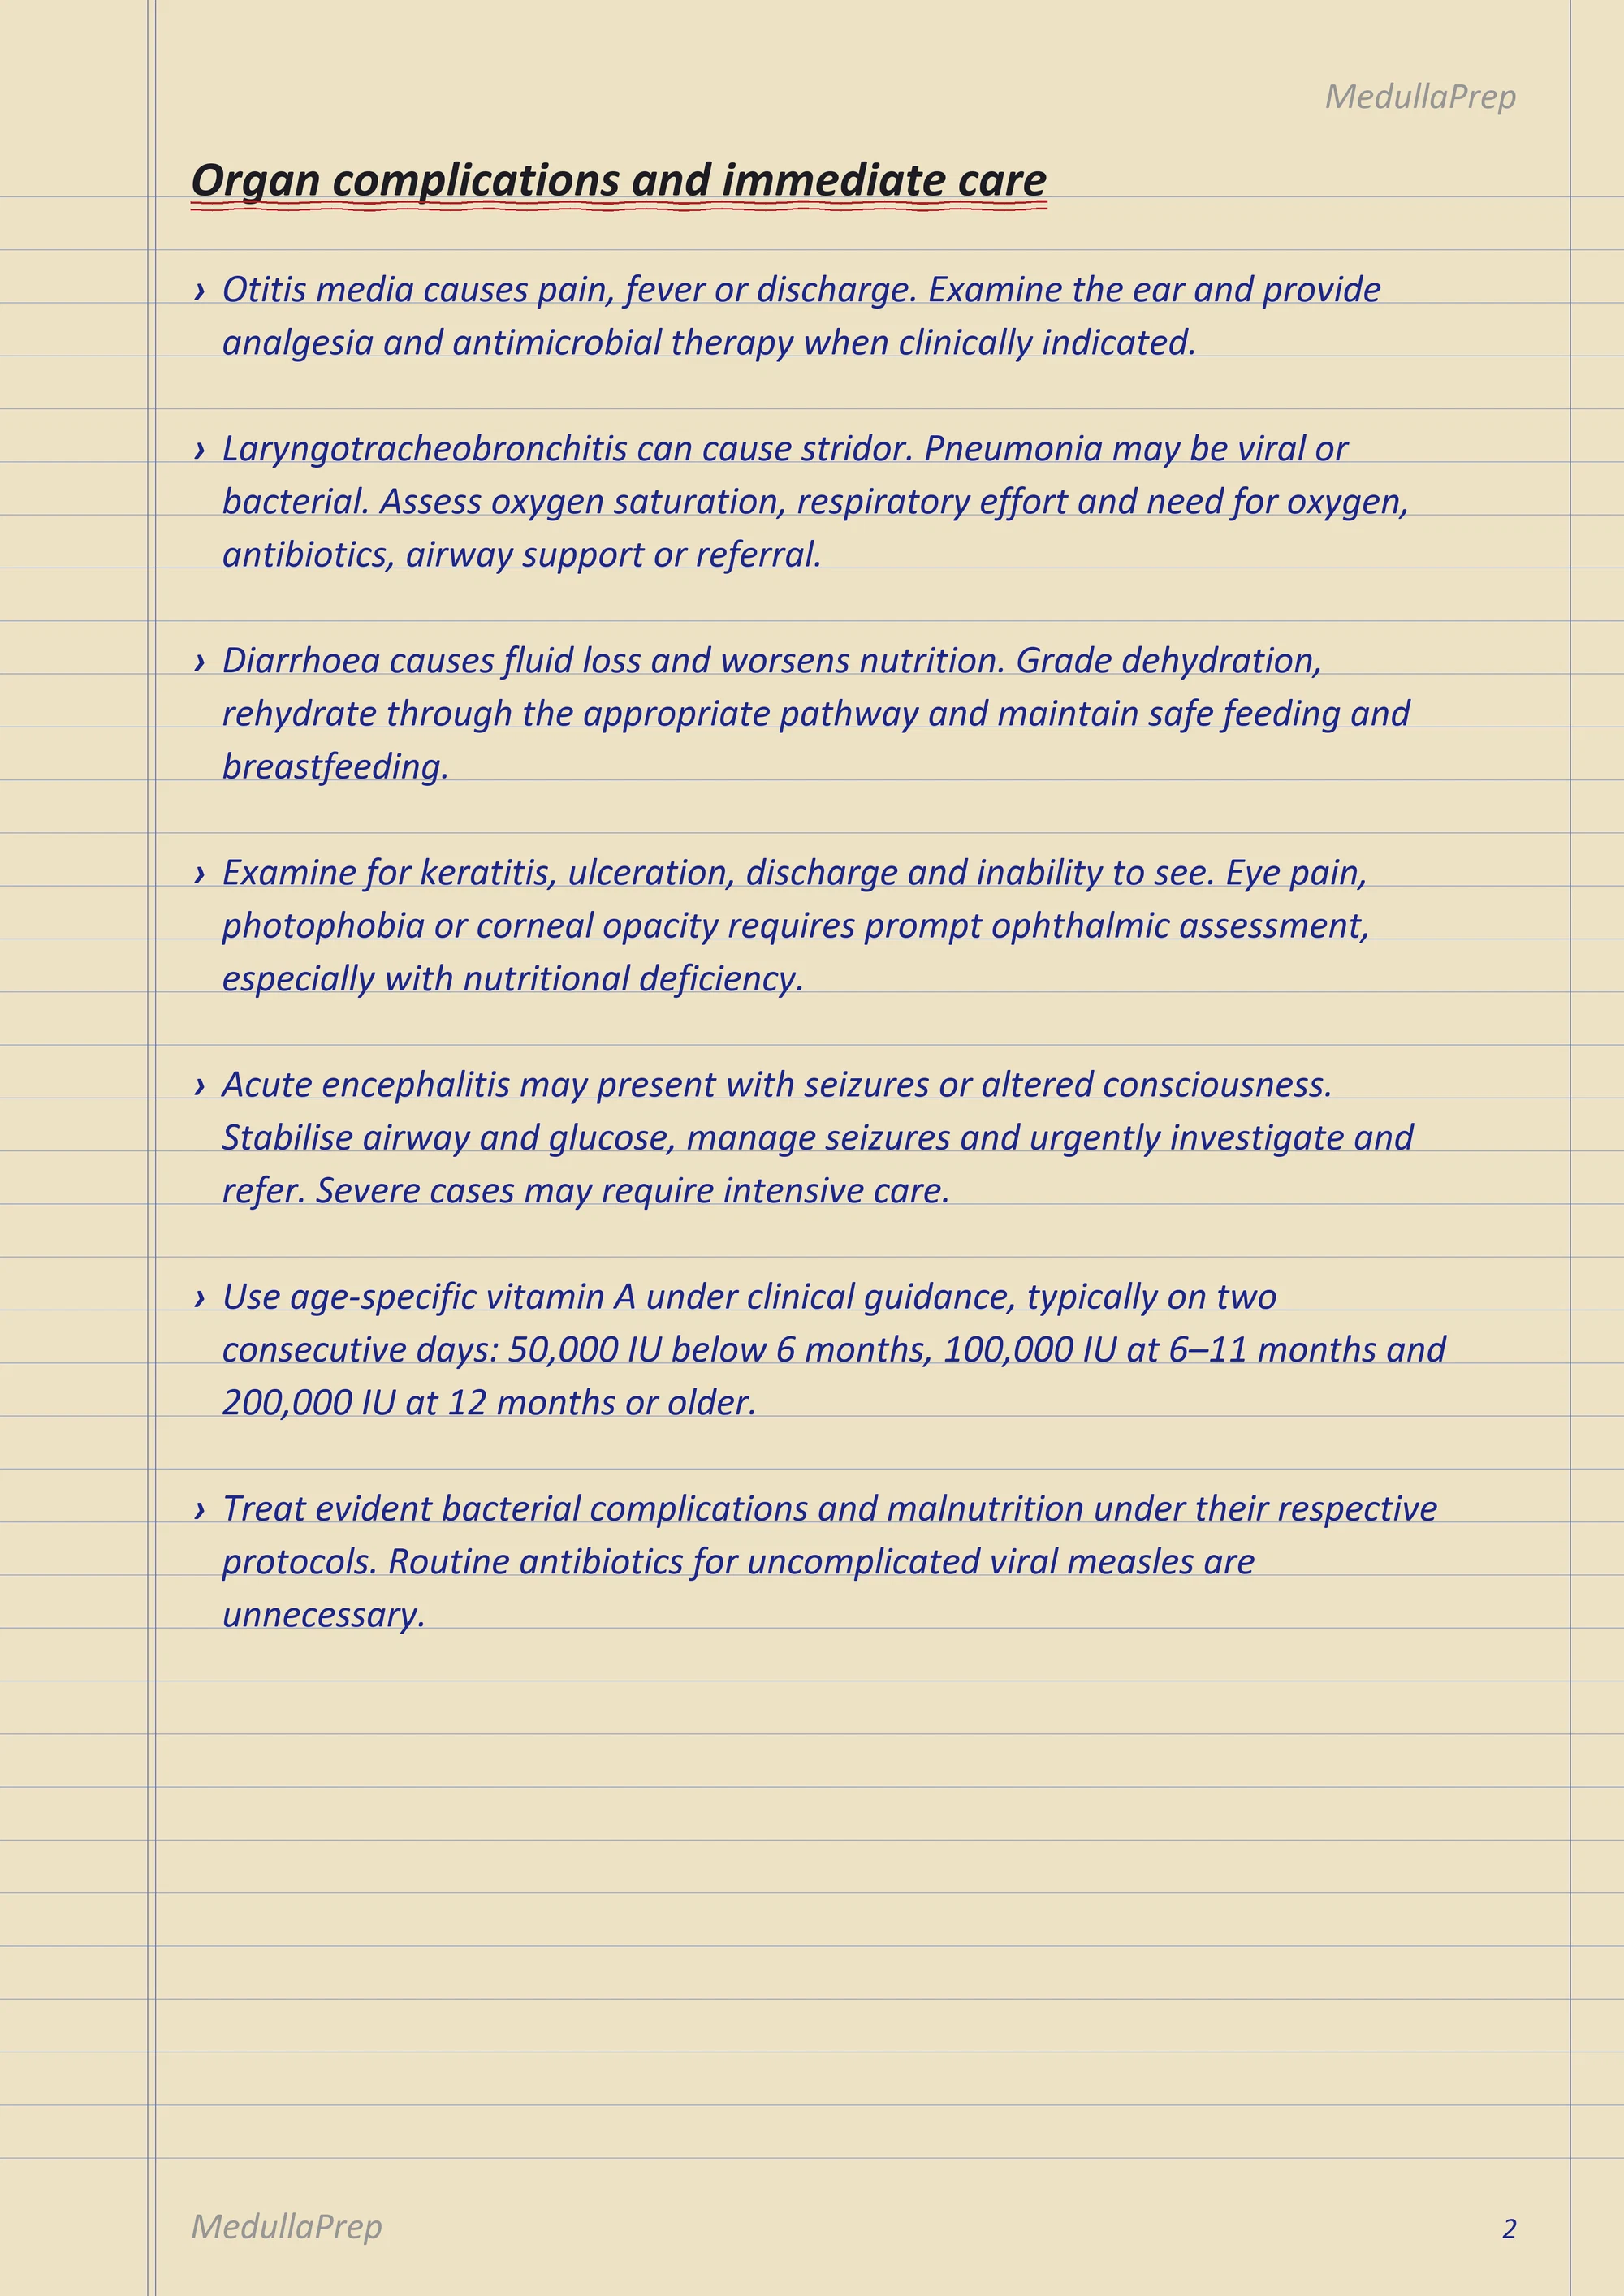 MedullaPrep
Organ complications and immediate care
› Otitis media causes pain, fever or discharge. Examine the ear and provide
analgesia and antimicrobial therapy when clinically indicated.
› Laryngotracheobronchitis can cause stridor. Pneumonia may be viral or
bacterial. Assess oxygen saturation, respiratory effort and need for oxygen,
antibiotics, airway support or referral.
› Diarrhoea causes fluid loss and worsens nutrition. Grade dehydration,
rehydrate through the appropriate pathway and maintain safe feeding and
breastfeeding.
› Examine for keratitis, ulceration, discharge and inability to see. Eye pain,
photophobia or corneal opacity requires prompt ophthalmic assessment,
especially with nutritional deficiency.
› Acute encephalitis may present with seizures or altered consciousness.
Stabilise airway and glucose, manage seizures and urgently investigate and
refer. Severe cases may require intensive care.
› Use age-specific vitamin A under clinical guidance, typically on two
consecutive days: 50,000 IU below 6 months, 100,000 IU at 6–11 months and
200,000 IU at 12 months or older.
› Treat evident bacterial complications and malnutrition under their respective
protocols. Routine antibiotics for uncomplicated viral measles are
unnecessary.
MedullaPrep
2